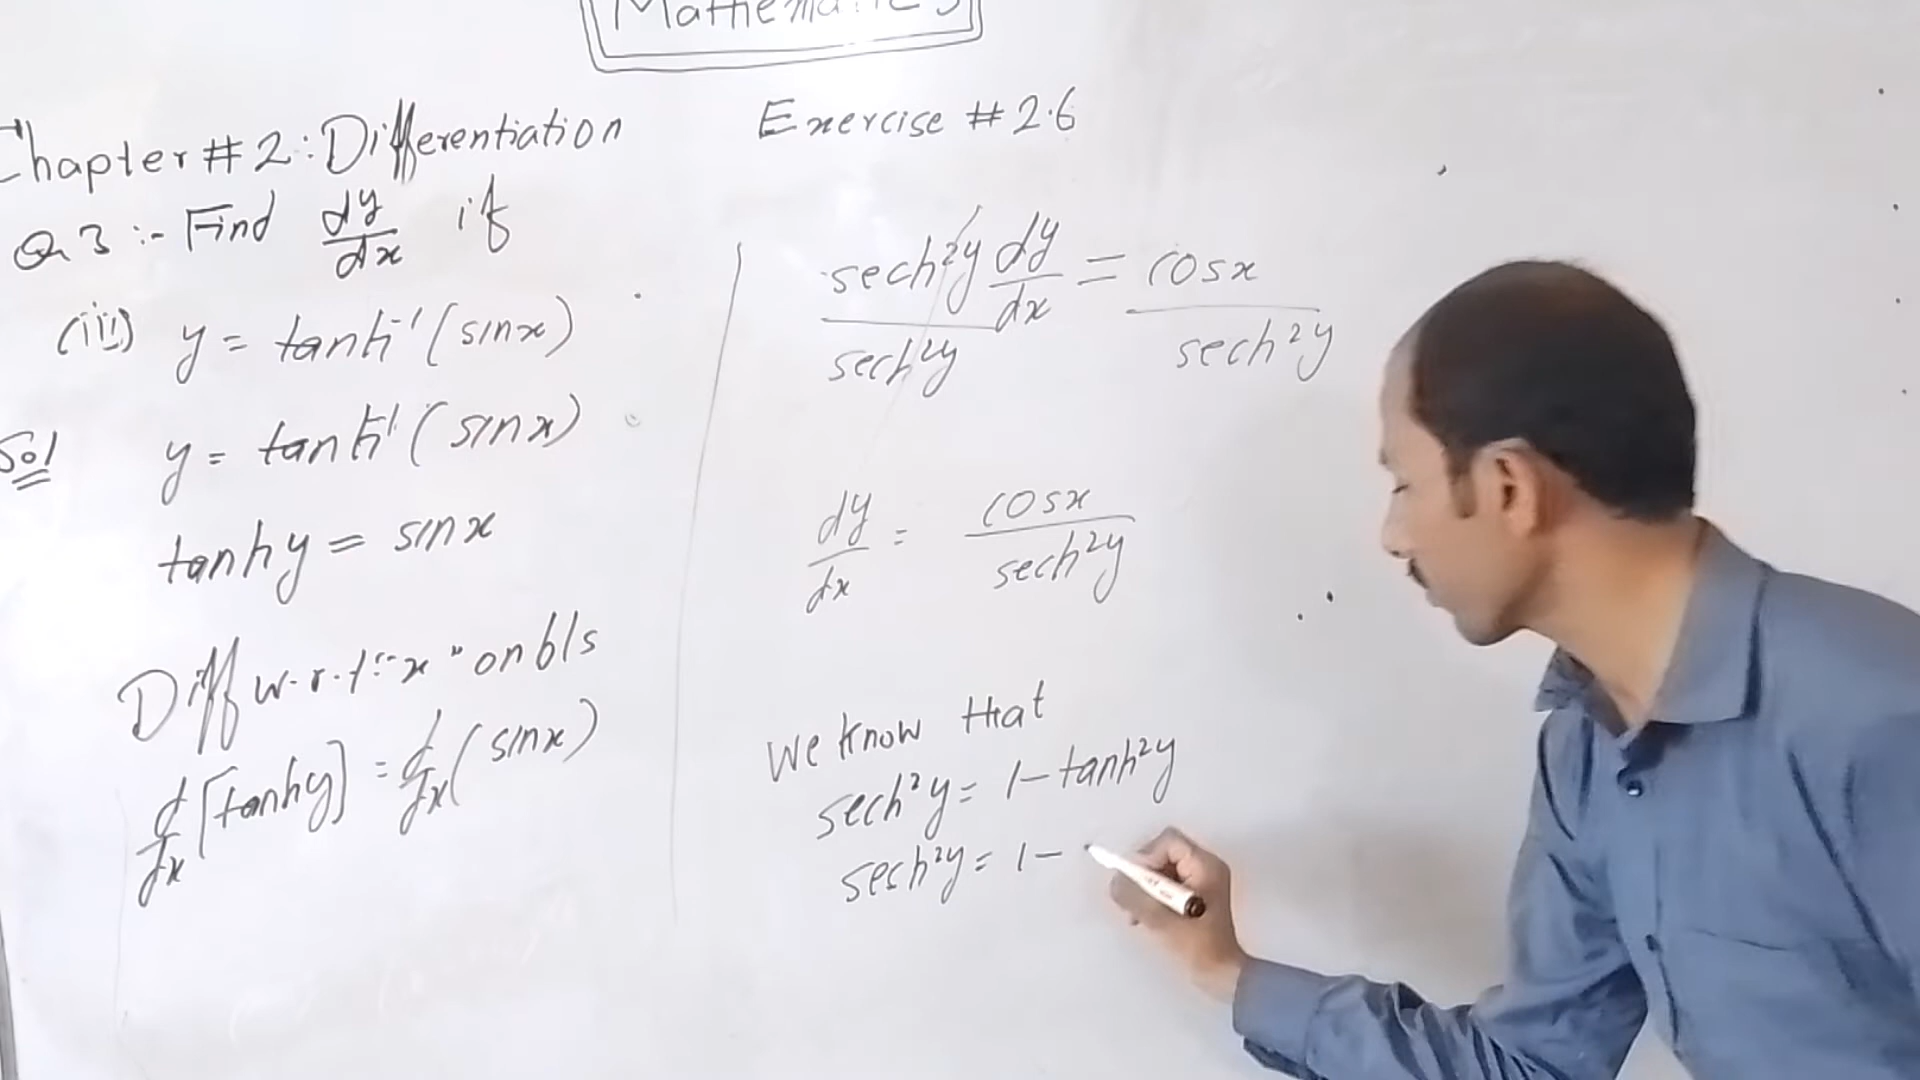 Mathematics
Chapter # 2 : Differentiation
Exercise # 2.6
Q 3 :- Find dy/dx if
(iii) y = tanh⁻¹(sinx)
Sol y = tanh⁻¹(sinx)
tanhy = sinx
Diff w.r.t "x" on b/s
d/dx[tanhy] = d/dx(sinx)
sech²y dy/dx / sech²y = cosx / sech²y
dy/dx = cosx / sech²y
We know that
sech²y = 1 - tanh²y
sech²y = 1 -